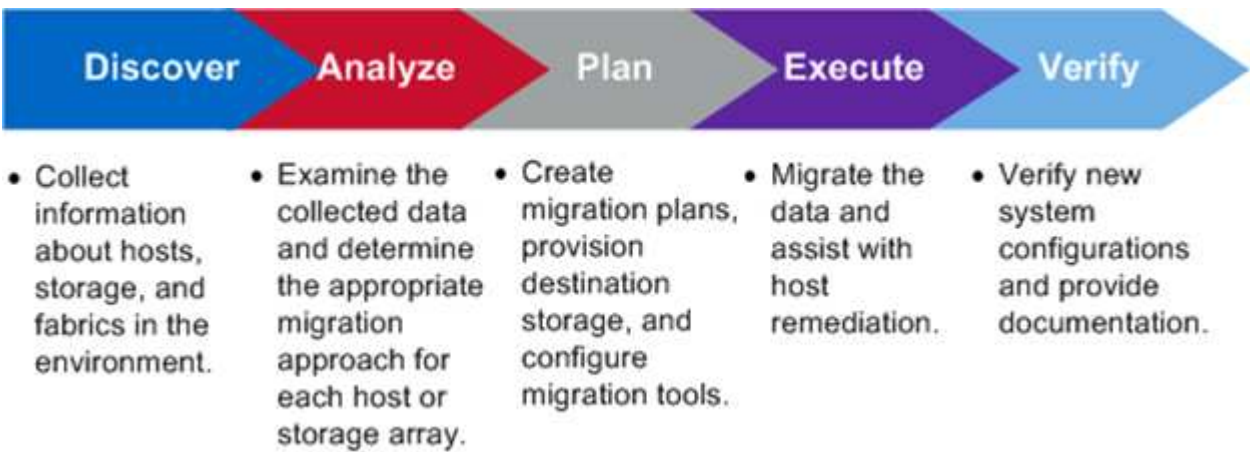 Discover
Analyze
Plan
Execute
Verify
• Collect
information
about hosts,
storage, and
fabrics in the
environment.
• Examine the
collected data
and determine
the appropriate
migration
approach for
each host or
storage array.
• Create
migration plans,
provision
destination
storage, and
configure
migration tools.
• Migrate the
data and
assist with
host
remediation.
• Verify new
system
configurations
and provide
documentation.